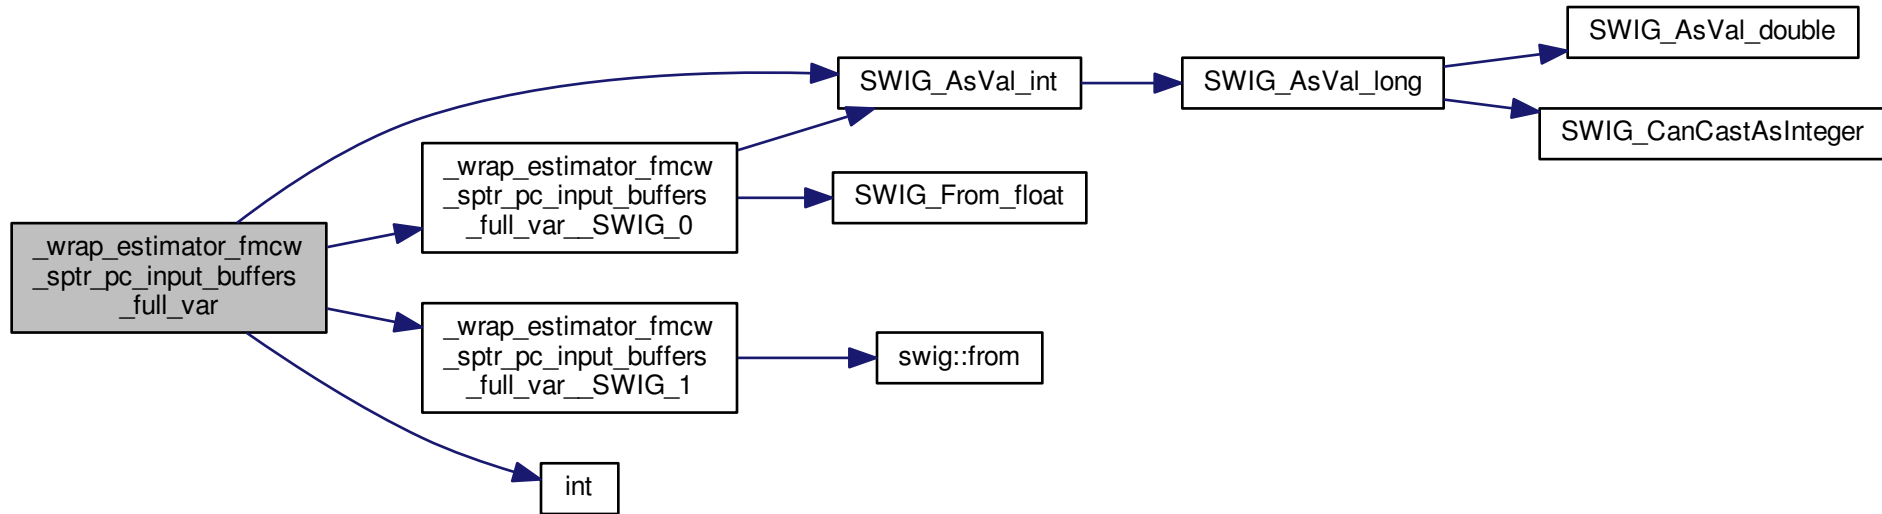 _wrap_estimator_fmcw
_sptr_pc_input_buffers
_full_var
_wrap_estimator_fmcw
_sptr_pc_input_buffers
_full_var__SWIG_0
_wrap_estimator_fmcw
_sptr_pc_input_buffers
_full_var__SWIG_1
int
SWIG_AsVal_int
SWIG_From_float
swig::from
SWIG_AsVal_long
SWIG_AsVal_double
SWIG_CanCastAsInteger